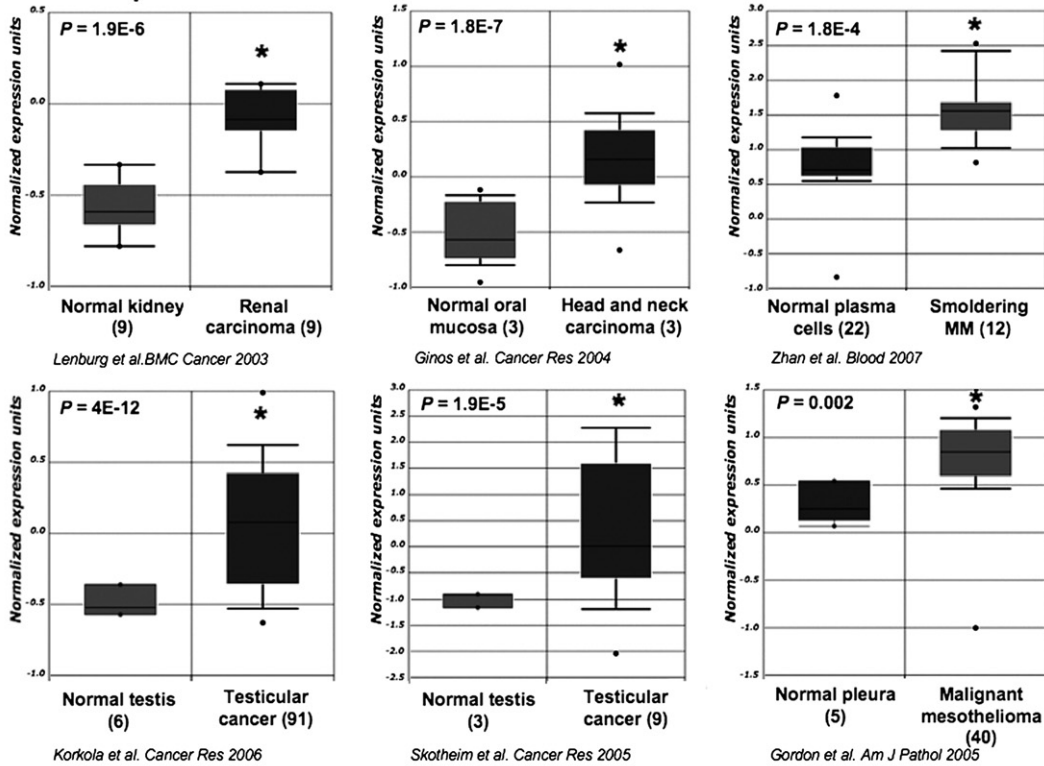 P = 1.9E-6
*
Normalized expression units
0.5
0.0
-0.5
-1.0
Normal kidney
(9)
Renal
carcinoma (9)
Lenburg et al.BMC Cancer 2003
P = 1.8E-7
*
Normalized expression units
1.5
1.0
0.5
0.0
-0.5
-1.0
Normal oral
mucosa (3)
Head and neck
carcinoma (3)
Ginos et al. Cancer Res 2004
P = 1.8E-4
*
Normalized expression units
3.0
2.5
2.0
1.5
1.0
0.5
0.0
-0.5
-1.0
Normal plasma
cells (22)
Smoldering
MM (12)
Zhan et al. Blood 2007
P = 4E-12
*
Normalized expression units
1.0
0.5
0.0
-0.5
-1.0
Normal testis
(6)
Testicular
cancer (91)
Korkola et al. Cancer Res 2006
P = 1.9E-5
*
Normalized expression units
3.0
2.5
2.0
1.5
1.0
0.5
0.0
-0.5
-1.0
-1.5
-2.0
-2.5
Normal testis
(3)
Testicular
cancer (9)
Skotheim et al. Cancer Res 2005
P = 0.002
*
Normalized expression units
1.5
1.0
0.5
0.0
-0.5
-1.0
-1.5
Normal pleura
(5)
Malignant
mesothelioma
(40)
Gordon et al. Am J Pathol 2005